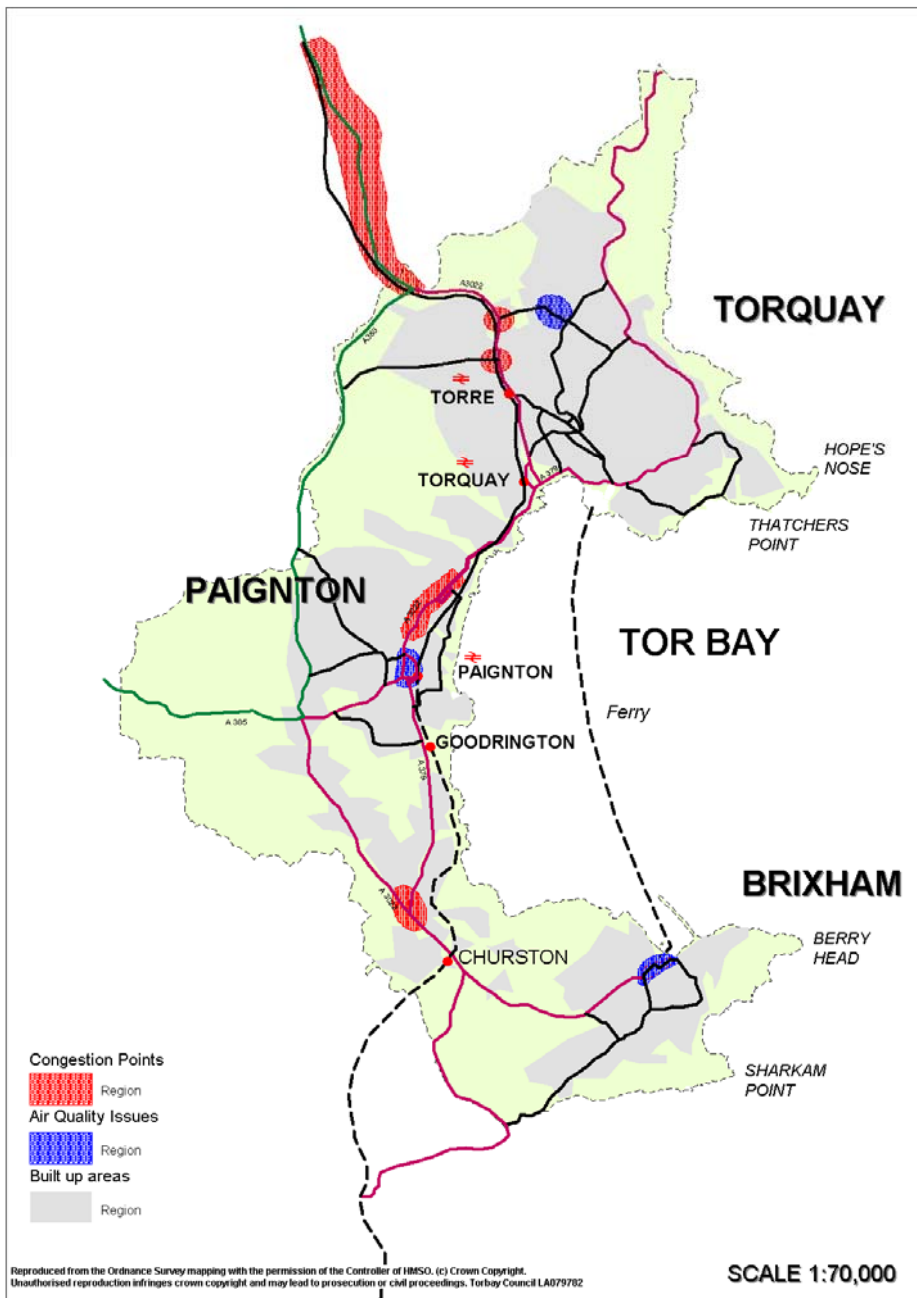 A3022
TORQUAY
A380
TORRE
HOPE'S
NOSE
TORQUAY
A 379
THATCHERS
POINT
PAIGNTON
TOR BAY
PAIGNTON
Ferry
A 385
GOODRINGTON
A 379
BRIXHAM
BERRY
HEAD
CHURSTON
SHARKAM
POINT
Congestion Points
Region
Air Quality Issues
Region
Built up areas
Region
Reproduced from the Ordnance Survey mapping with the permission of the Controller of HMSO. (c) Crown Copyright.
Unauthorised reproduction infringes crown copyright and may lead to prosecution or civil proceedings. Torbay Council LA079782
SCALE 1:70,000